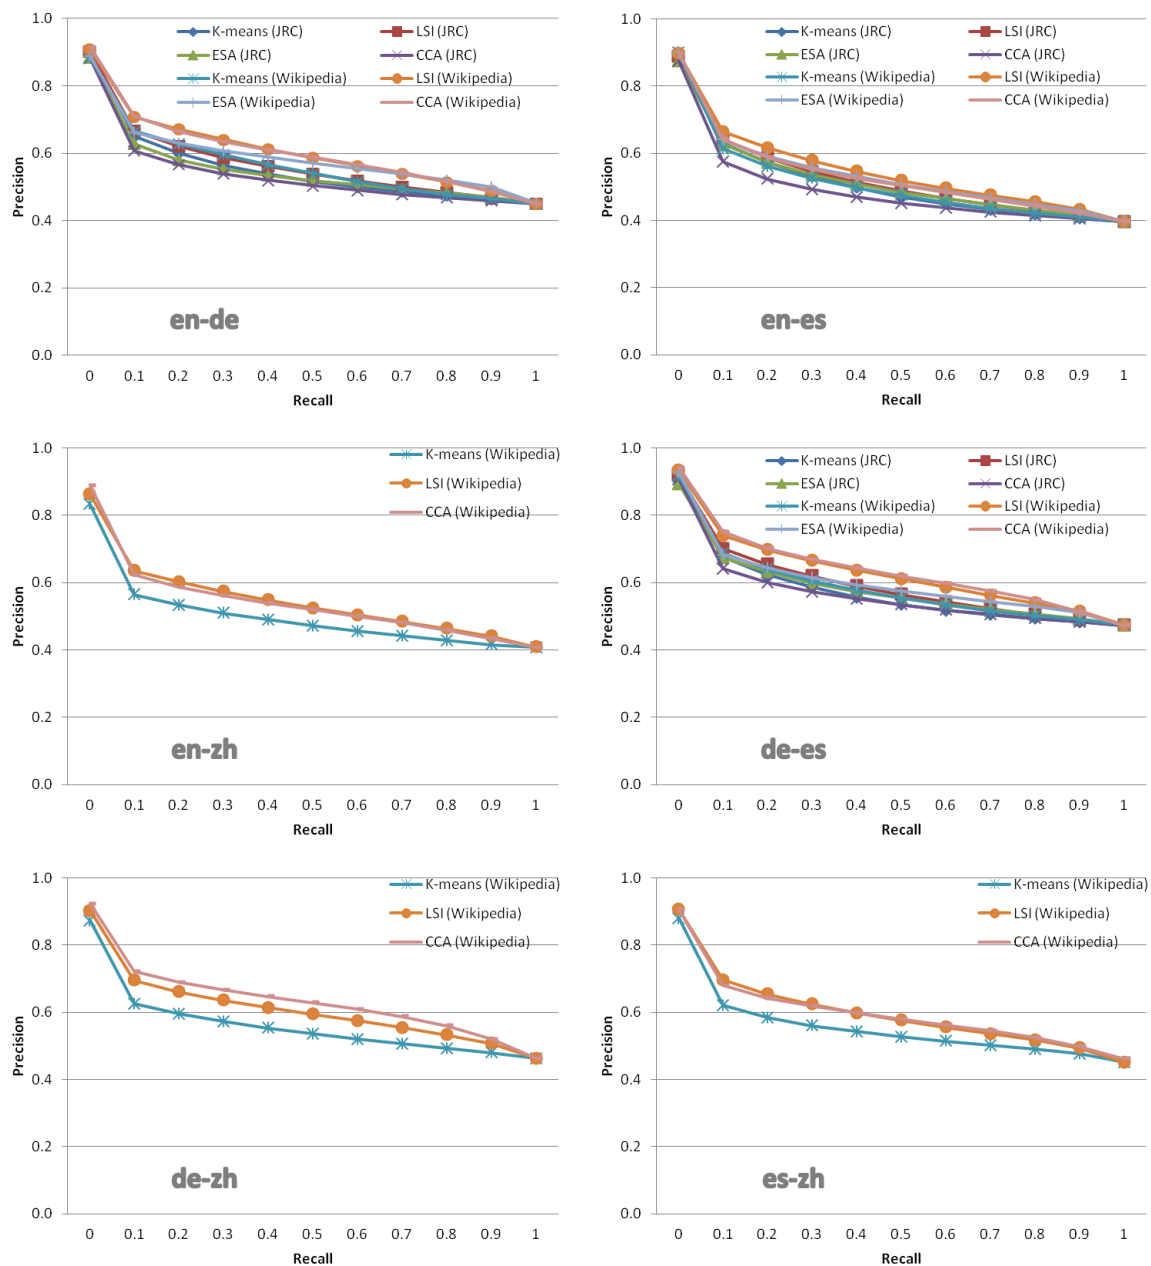 1.0
0.8
0.6
0.4
0.2
0.0
Precision
K-means (JRC)
LSI (JRC)
ESA (JRC)
CCA (JRC)
K-means (Wikipedia)
LSI (Wikipedia)
ESA (Wikipedia)
CCA (Wikipedia)
en-de
0 0.1 0.2 0.3 0.4 0.5 0.6 0.7 0.8 0.9 1
Recall
1.0
0.8
0.6
0.4
0.2
0.0
Precision
K-means (JRC)
LSI (JRC)
ESA (JRC)
CCA (JRC)
K-means (Wikipedia)
LSI (Wikipedia)
ESA (Wikipedia)
CCA (Wikipedia)
en-es
0 0.1 0.2 0.3 0.4 0.5 0.6 0.7 0.8 0.9 1
Recall
1.0
0.8
0.6
0.4
0.2
0.0
Precision
K-means (Wikipedia)
LSI (Wikipedia)
CCA (Wikipedia)
en-zh
0 0.1 0.2 0.3 0.4 0.5 0.6 0.7 0.8 0.9 1
Recall
1.0
0.8
0.6
0.4
0.2
0.0
Precision
K-means (JRC)
LSI (JRC)
ESA (JRC)
CCA (JRC)
K-means (Wikipedia)
LSI (Wikipedia)
ESA (Wikipedia)
CCA (Wikipedia)
de-es
0 0.1 0.2 0.3 0.4 0.5 0.6 0.7 0.8 0.9 1
Recall
1.0
0.8
0.6
0.4
0.2
0.0
Precision
K-means (Wikipedia)
LSI (Wikipedia)
CCA (Wikipedia)
de-zh
0 0.1 0.2 0.3 0.4 0.5 0.6 0.7 0.8 0.9 1
Recall
1.0
0.8
0.6
0.4
0.2
0.0
Precision
K-means (Wikipedia)
LSI (Wikipedia)
CCA (Wikipedia)
es-zh
0 0.1 0.2 0.3 0.4 0.5 0.6 0.7 0.8 0.9 1
Recall